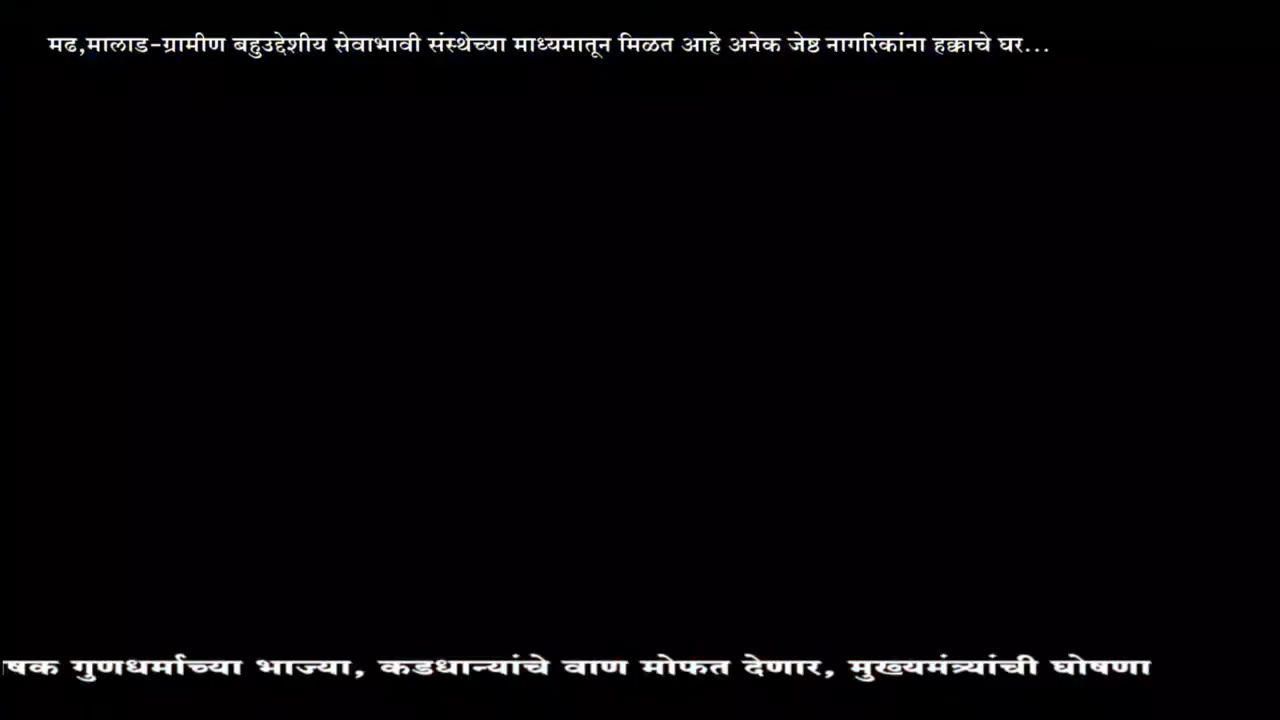 मढ,मालाड-ग्रामीण बहुउद्देशीय सेवाभावी संस्थेच्या माध्यमातून मिळत आहे अनेक जेष्ठ नागरिकांना हक्काचे घर...
गुणधर्माच्या भाज्या, कडधान्यांचे वाण मोफत देणार, मुख्यमंत्र्यांची घोषणा